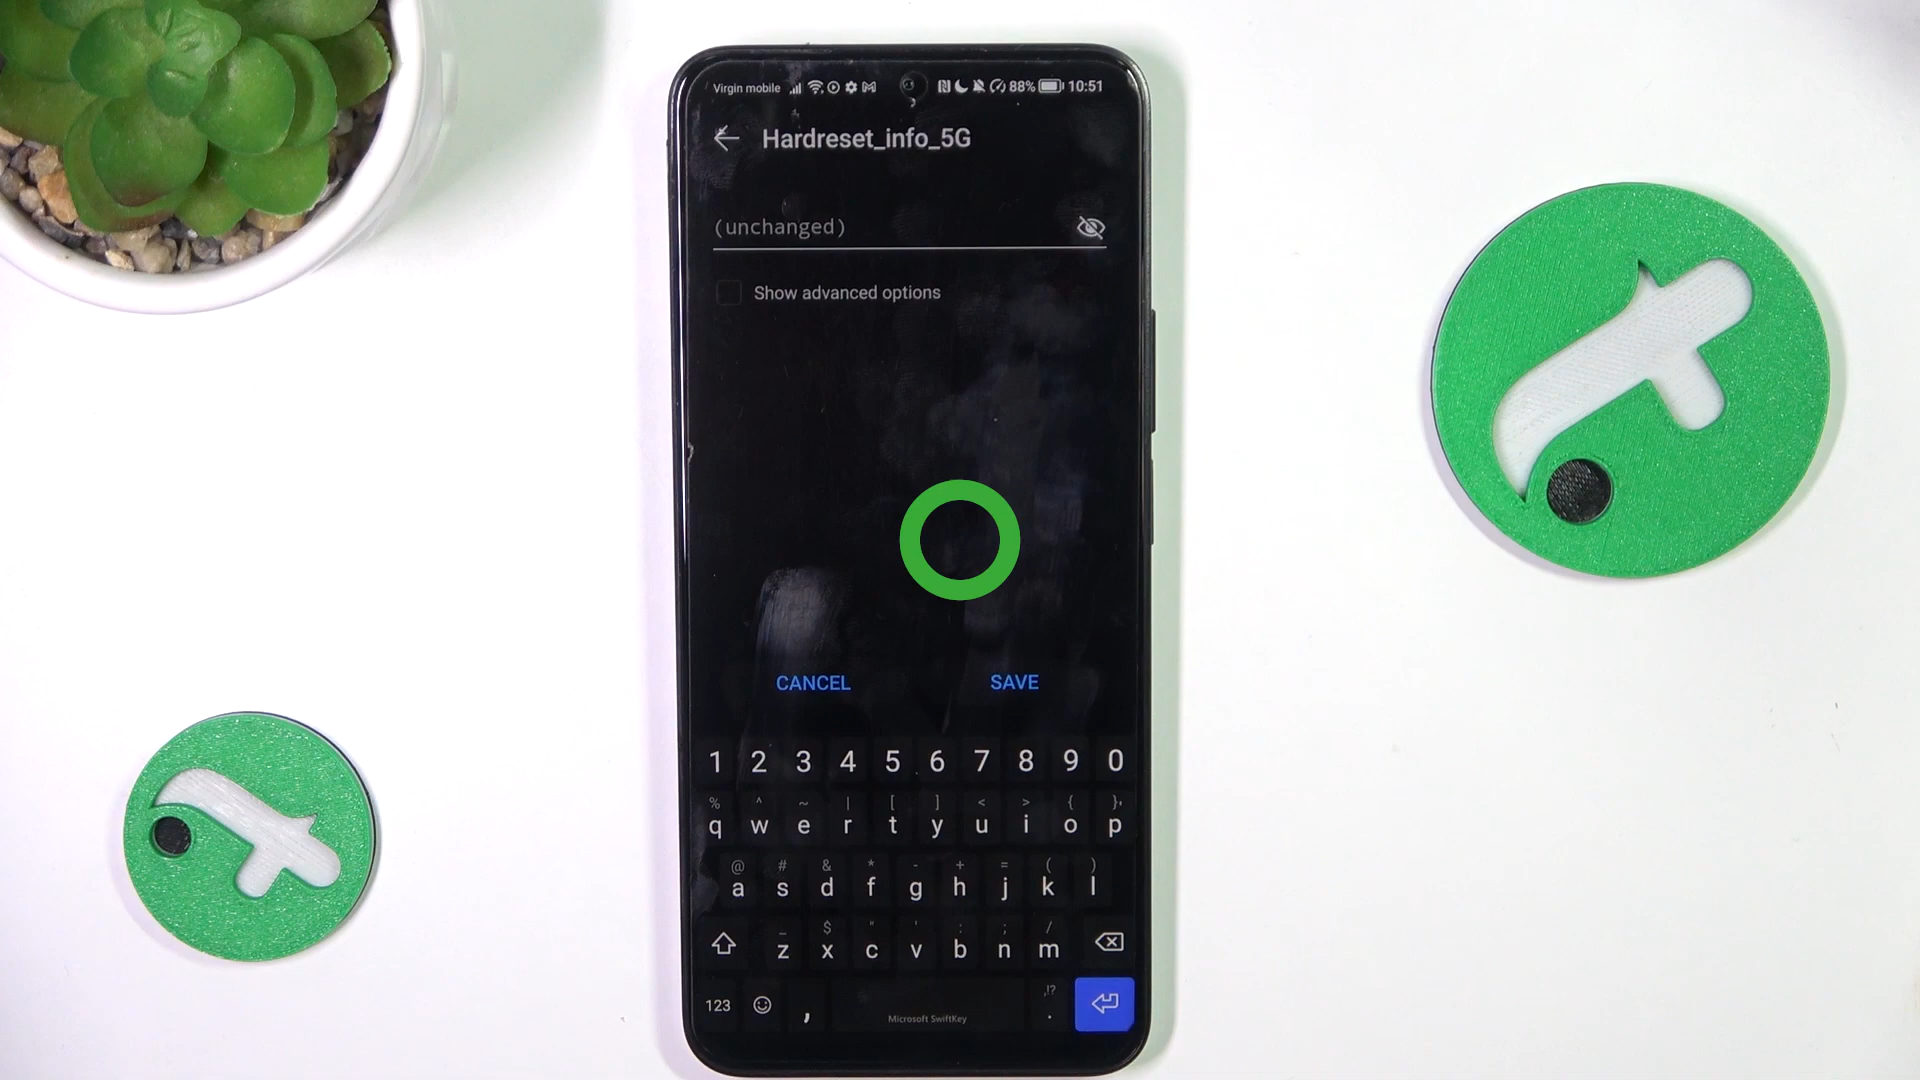 Virgin mobile 88% 10:51
Hardreset_info_5G
(unchanged)
Show advanced options
CANCEL SAVE
1 2 3 4 5 6 7 8 9 0
% ^ ~ | [ ] < > { }
q w e r t y u i o p
@ # & * - + = ( )
a s d f g h j k l
_ $ " ' : ; /
z x c v b n m
123 , ,!? .
Microsoft SwiftKey